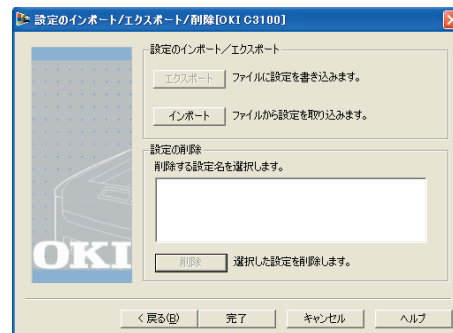 設定のインポート/エクスポート/削除[OKI C3100]
設定のインポート／エクスポート
エクスポート ファイルに設定を書き込みます。
インポート ファイルから設定を取り込みます。
設定の削除
削除する設定名を選択します。
OKI
削除 選択した設定を削除します。
< 戻る(B) 完了 キャンセル ヘルプ